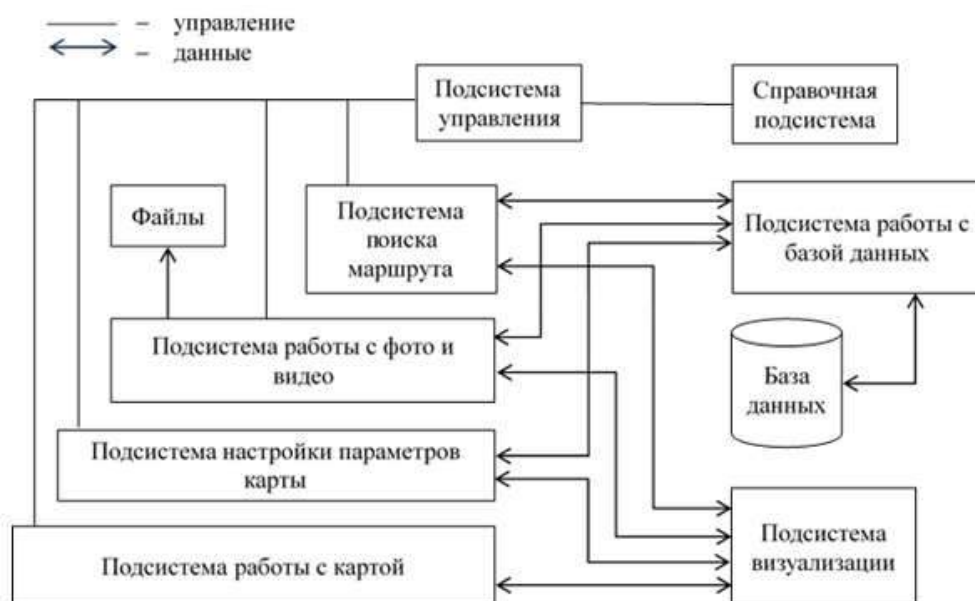 – управление
– данные
Подсистема
управления
Справочная
подсистема
Файлы
Подсистема
поиска
маршрута
Подсистема работы с
базой данных
Подсистема работы с фото и
видео
База
данных
Подсистема настройки параметров
карты
Подсистема работы с картой
Подсистема
визуализации